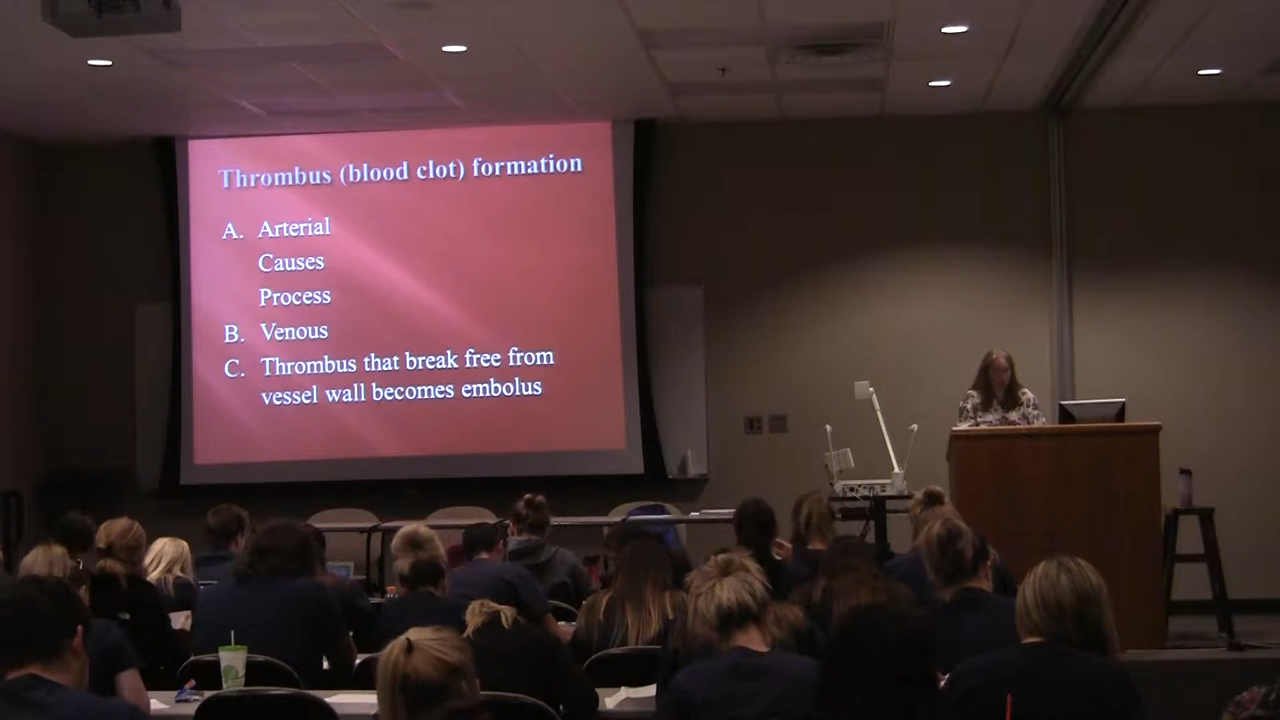 Thrombus (blood clot) formation
A. Arterial
Causes
Process
B. Venous
C. Thrombus that break free from
vessel wall becomes embolus